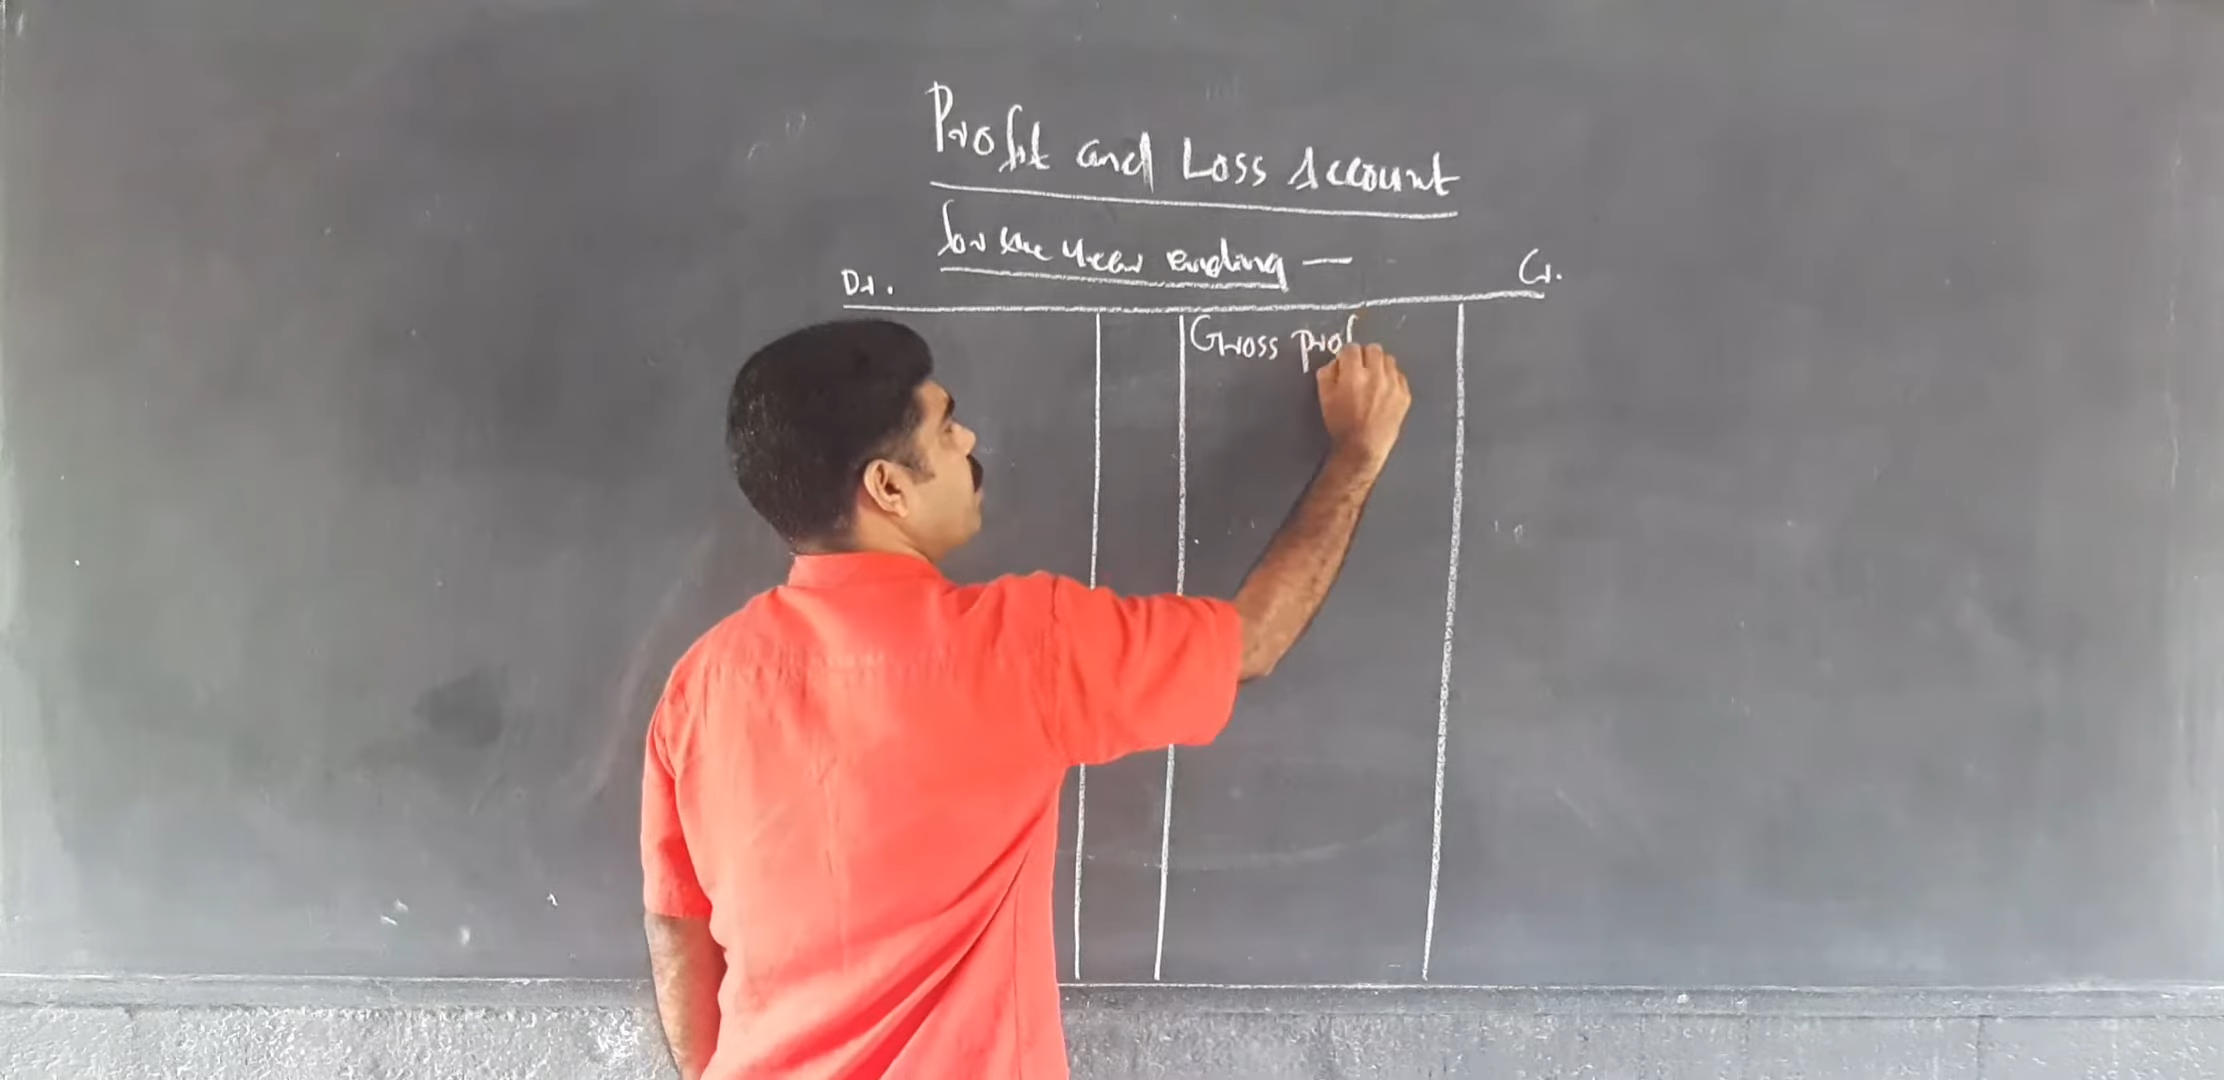 Profit and Loss Account
for the year ending —
Dr. Cr.
Gross prof